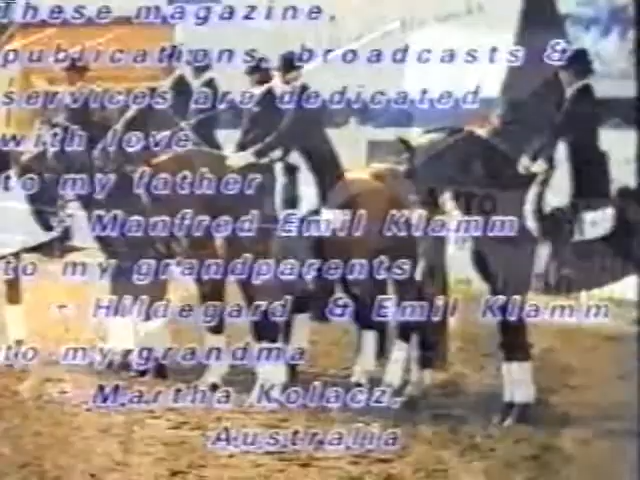 These magazine,
publications, broadcasts &
services are dedicated
with love
to my father
- Manfred Emil Klamm
to my grandparents
- Hildegard & Emil Klamm
to my grandma
- Martha Kolacz,
Australia